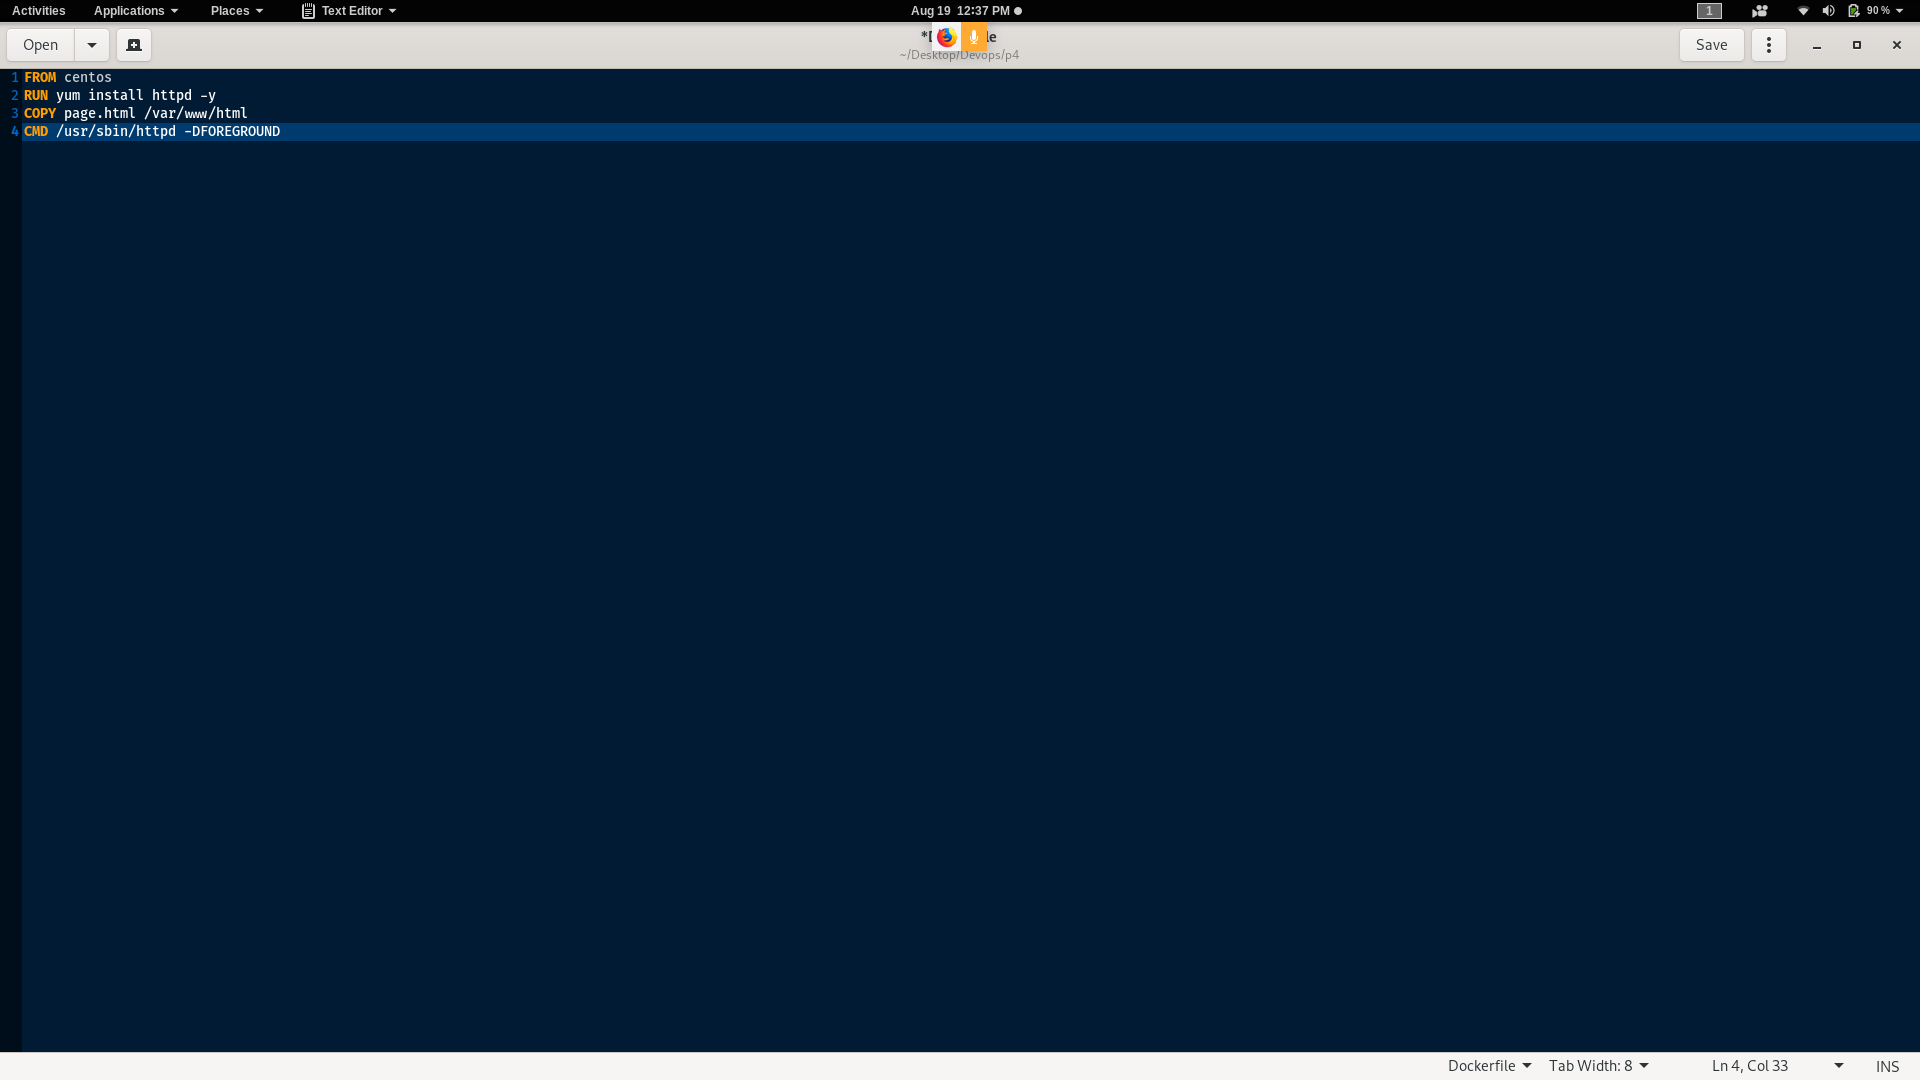 Activities Applications Places Text Editor Aug 19 12:37 PM 1 90 %
Open Save
~/Desktop/Devops/p4
1 FROM centos
2 RUN yum install httpd -y
3 COPY page.html /var/www/html
4 CMD /usr/sbin/httpd -DFOREGROUND
Dockerfile Tab Width: 8 Ln 4, Col 33 INS